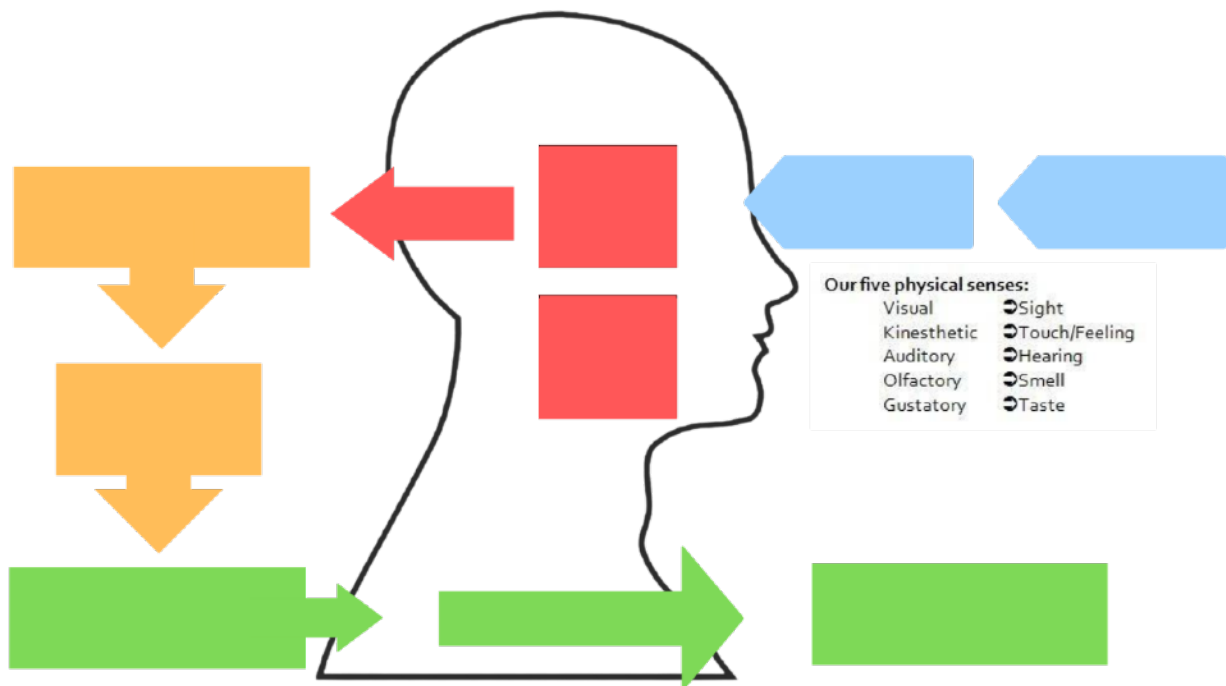 Our five physical senses:
Visual ➲Sight
Kinesthetic ➲Touch/Feeling
Auditory ➲Hearing
Olfactory ➲Smell
Gustatory ➲Taste